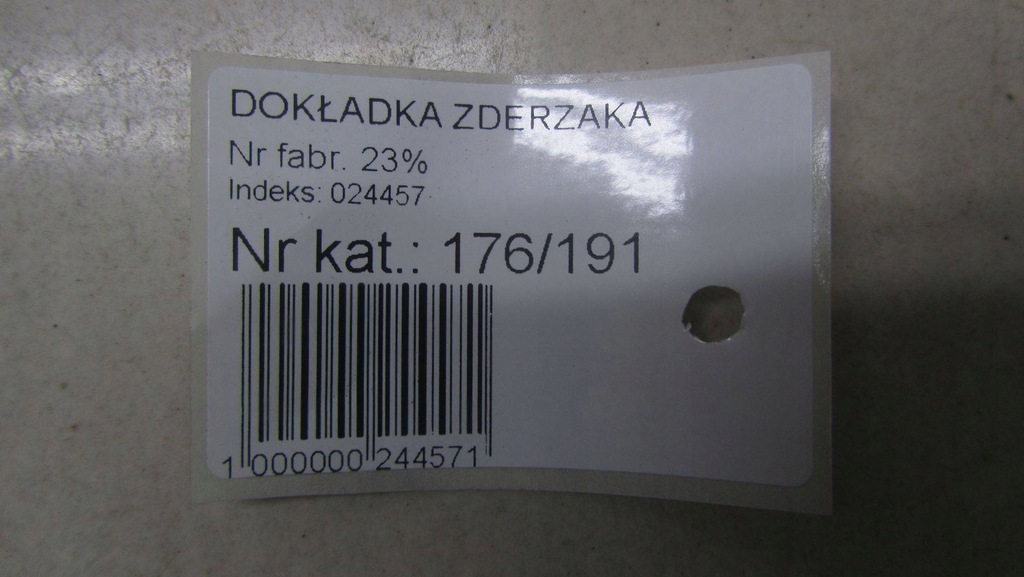 DOKŁADKA ZDERZAKA
Nr fabr. 23%
Indeks: 024457
Nr kat.: 176/191
1 000000 244571